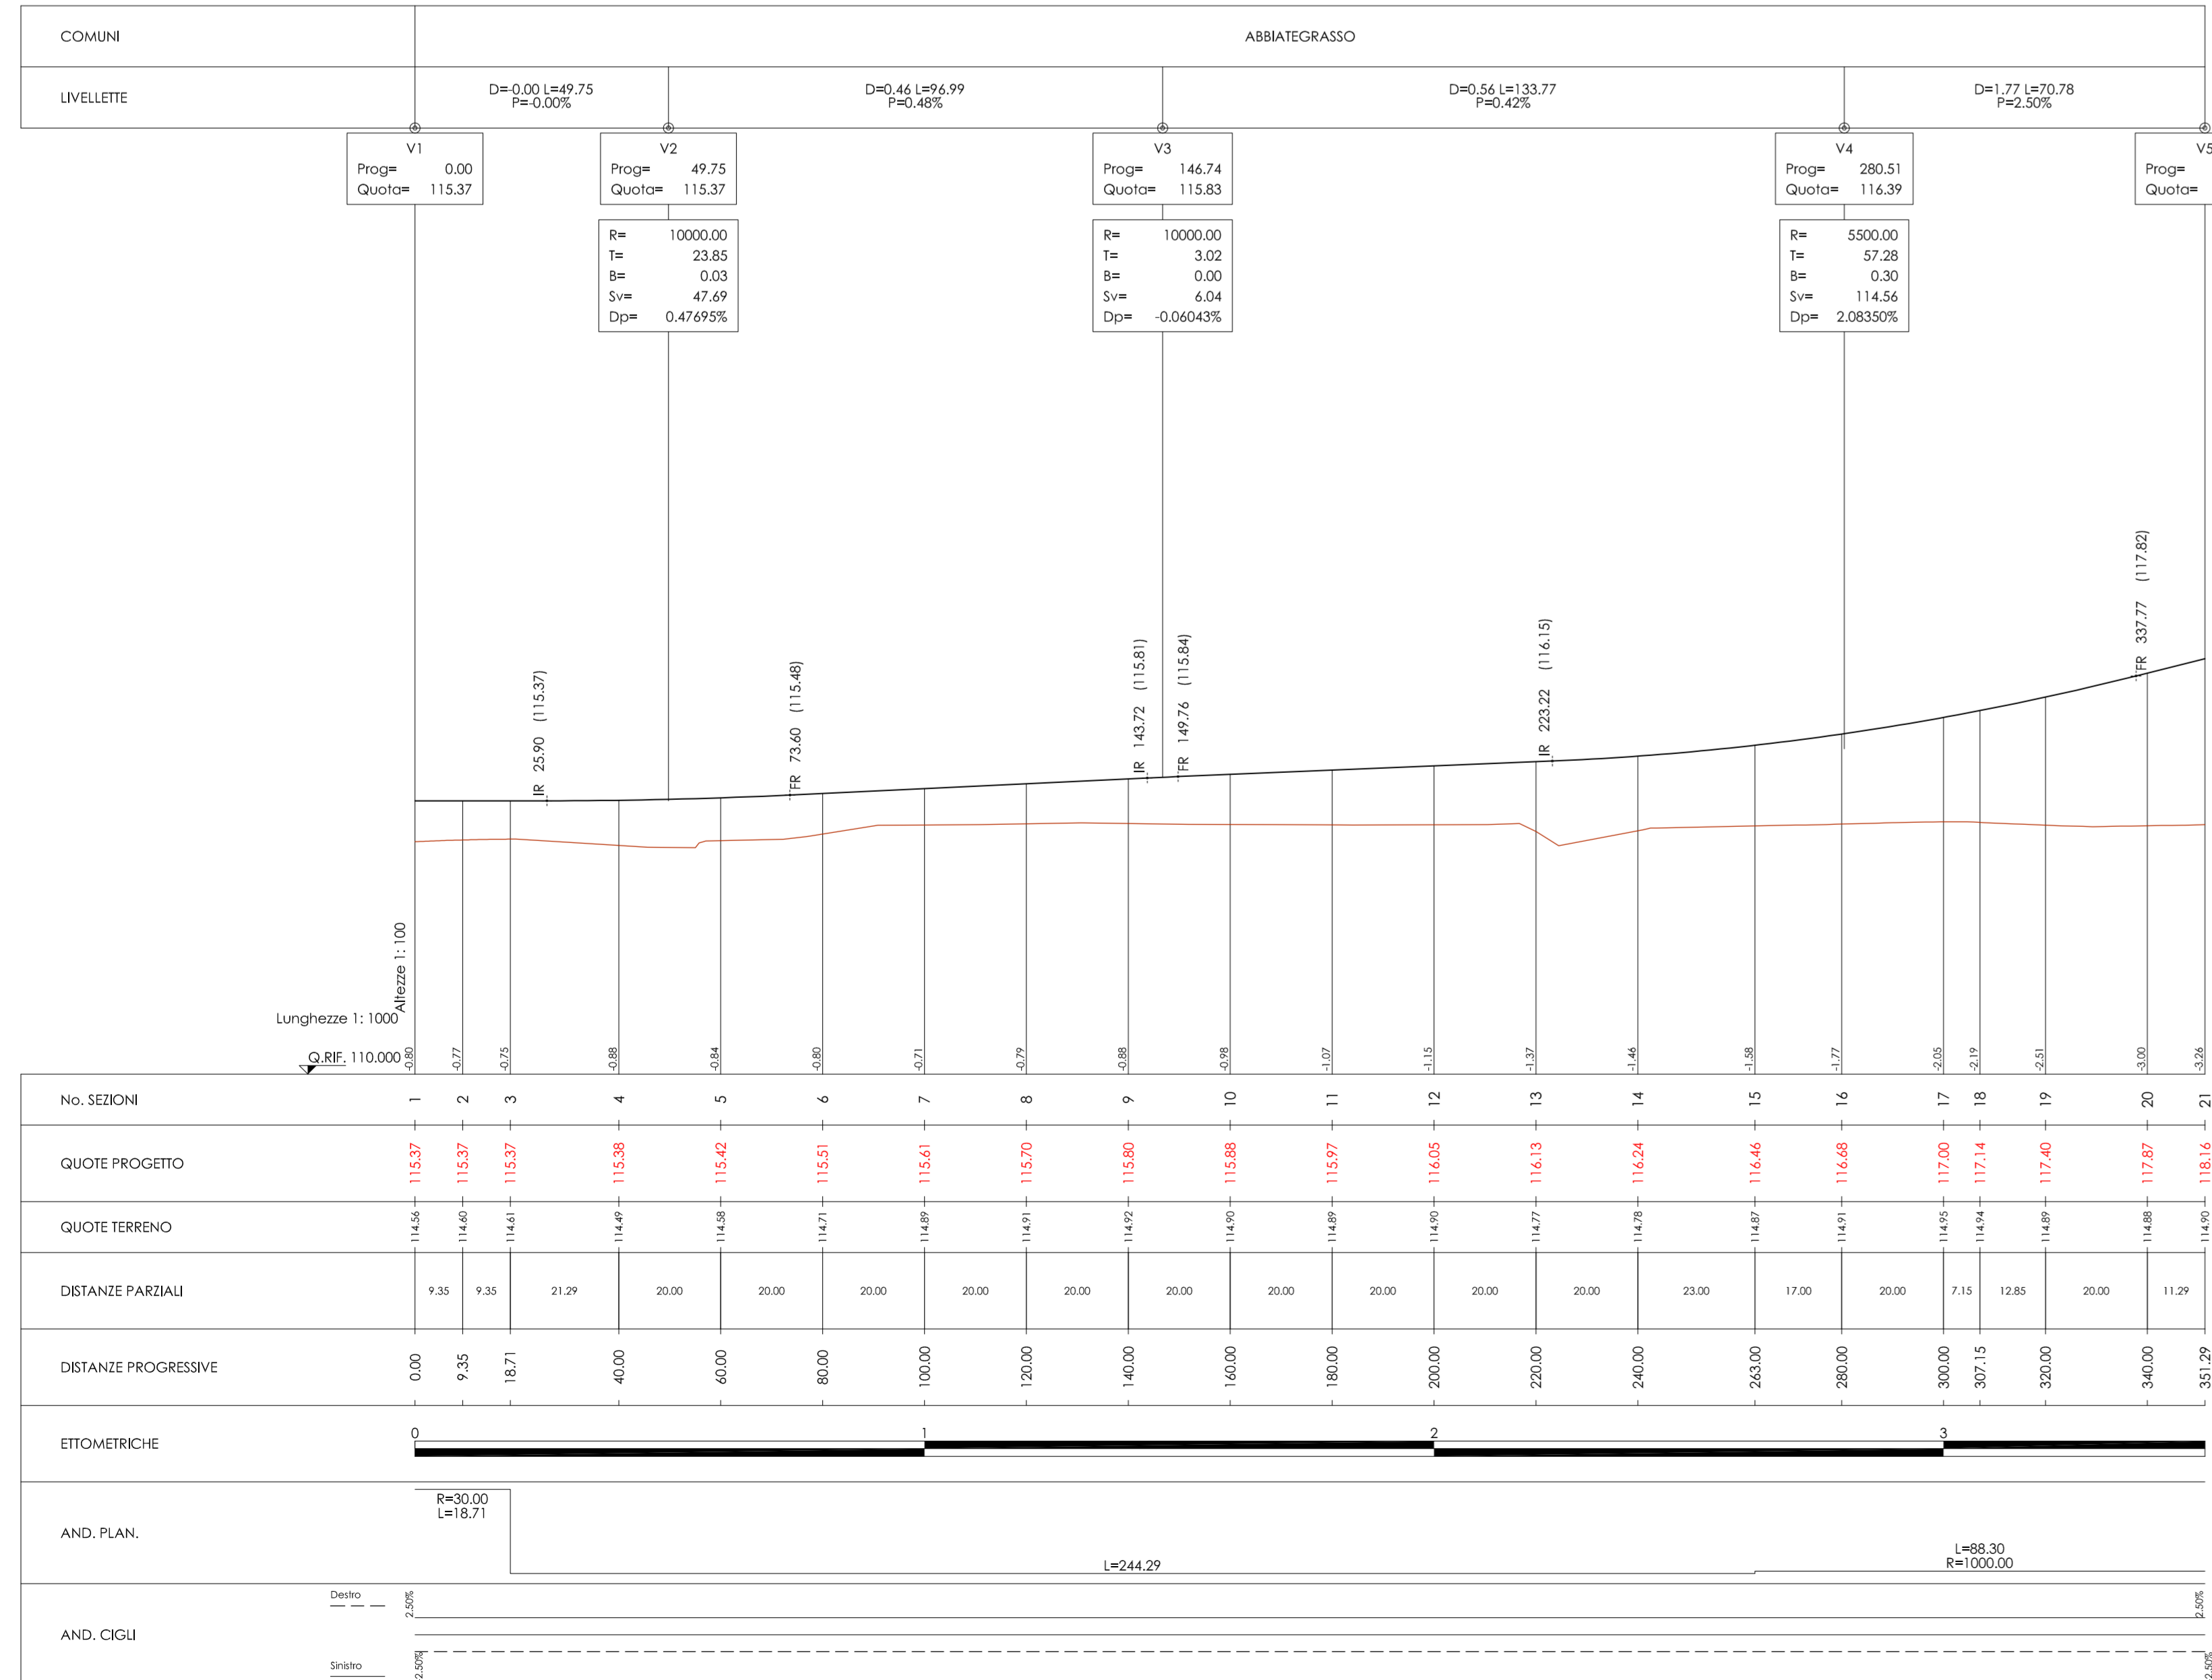 COMUNI
ABBIATEGRASSO
LIVELLETTE
D=-0.00 L=49.75
P=-0.00%
D=0.46 L=96.99
P=0.48%
D=0.56 L=133.77
P=0.42%
D=1.77 L=70.78
P=2.50%
V1
Prog= 0.00
Quota= 115.37
V2
Prog= 49.75
Quota= 115.37
R= 10000.00
T= 23.85
B= 0.03
Sv= 47.69
Dp= 0.47695%
V3
Prog= 146.74
Quota= 115.83
R= 10000.00
T= 3.02
B= 0.00
Sv= 6.04
Dp= -0.06043%
V4
Prog= 280.51
Quota= 116.39
R= 5500.00
T= 57.28
B= 0.30
Sv= 114.56
Dp= 2.08350%
V5
Prog=
Quota=
IR 25.90 (115.37)
FR 73.60 (115.48)
IR 143.72 (115.81)
FR 149.76 (115.84)
IR 223.22 (116.15)
FR 337.77 (117.82)
Altezze 1: 100
Lunghezze 1: 1000
Q.RIF. 110.000
-0.80 -0.77 -0.75 -0.88 -0.84 -0.80 -0.71 -0.79 -0.88 -0.98 -1.07 -1.15 -1.37 -1.46 -1.58 -1.77 -2.05 -2.19 -2.51 -3.00 -3.26
No. SEZIONI 1 2 3 4 5 6 7 8 9 10 11 12 13 14 15 16 17 18 19 20 21
QUOTE PROGETTO 115.37 115.37 115.37 115.38 115.42 115.51 115.61 115.70 115.80 115.88 115.97 116.05 116.13 116.24 116.46 116.68 117.00 117.14 117.40 117.87 118.16
QUOTE TERRENO 114.56 114.60 114.61 114.49 114.58 114.71 114.89 114.91 114.92 114.90 114.89 114.90 114.77 114.78 114.87 114.91 114.95 114.94 114.89 114.88 114.90
DISTANZE PARZIALI 9.35 9.35 21.29 20.00 20.00 20.00 20.00 20.00 20.00 20.00 20.00 20.00 20.00 23.00 17.00 20.00 7.15 12.85 20.00 11.29
DISTANZE PROGRESSIVE 0.00 9.35 18.71 40.00 60.00 80.00 100.00 120.00 140.00 160.00 180.00 200.00 220.00 240.00 263.00 280.00 300.00 307.15 320.00 340.00 351.29
ETTOMETRICHE 0 1 2 3
AND. PLAN.
R=30.00
L=18.71
L=244.29
L=88.30
R=1000.00
AND. CIGLI
Destro
2.50%
2.50%
Sinistro
2.50%
2.50%